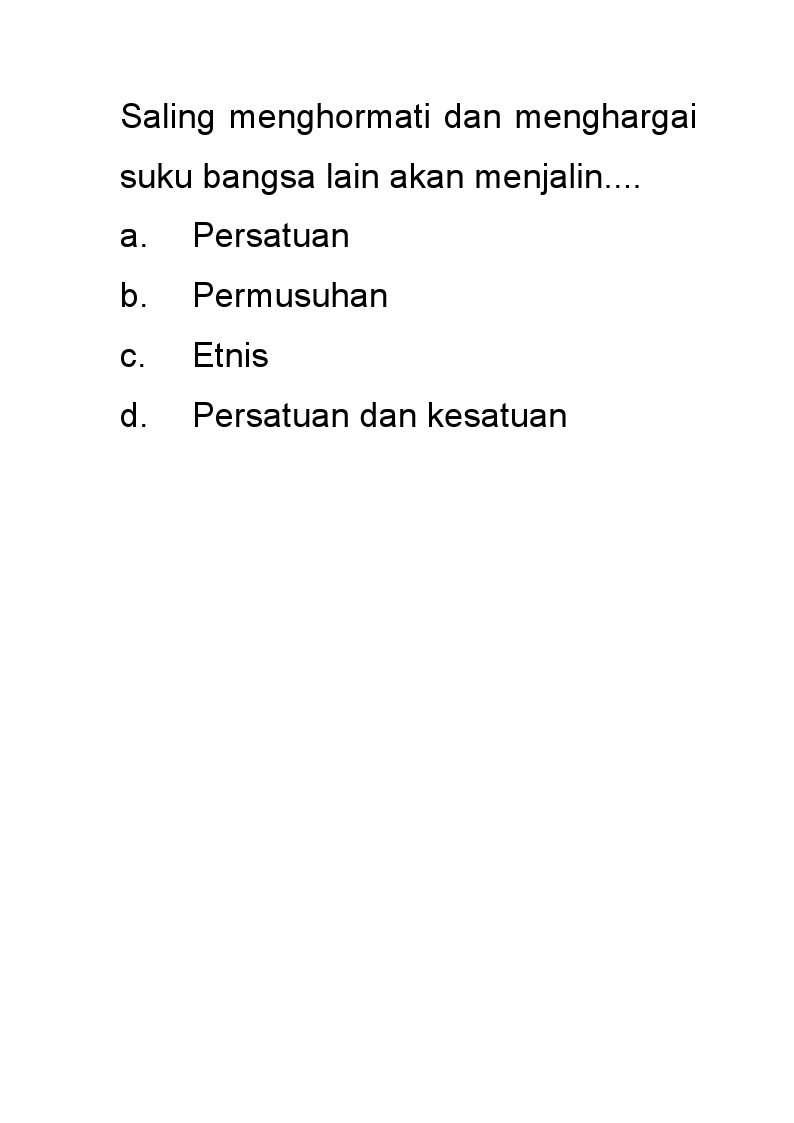 Saling menghormati dan menghargai
suku bangsa lain akan menjalin....
a. Persatuan
b. Permusuhan
c. Etnis
d. Persatuan dan kesatuan